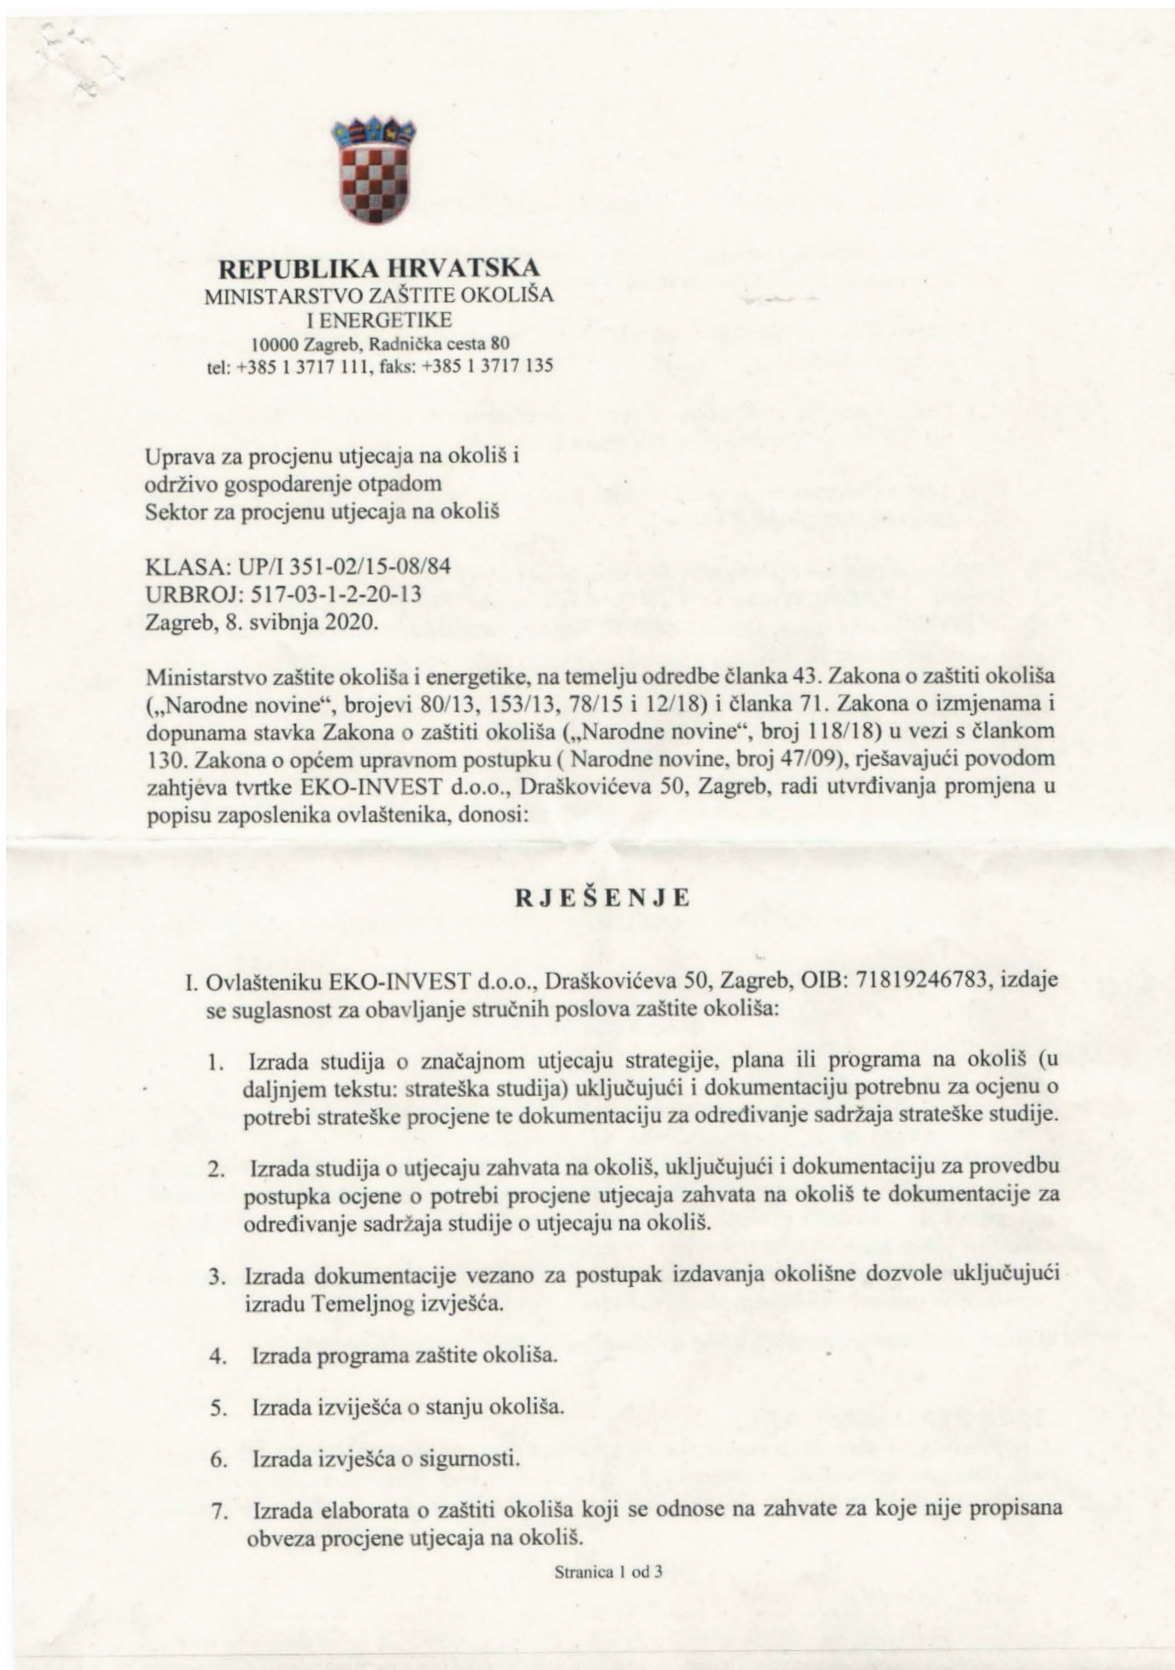 REPUBLIKA HRVATSKA
MINISTARSTVO ZAŠTITE OKOLIŠA
I ENERGETIKE
10000 Zagreb, Radnička cesta 80
tel: +385 1 3717 111, faks: +385 1 3717 135
Uprava za procjenu utjecaja na okoliš i
održivo gospodarenje otpadom
Sektor za procjenu utjecaja na okoliš
KLASA: UP/I 351-02/15-08/84
URBROJ: 517-03-1-2-20-13
Zagreb, 8. svibnja 2020.
Ministarstvo zaštite okoliša i energetike, na temelju odredbe članka 43. Zakona o zaštiti okoliša
(„Narodne novine“, brojevi 80/13, 153/13, 78/15 i 12/18) i članka 71. Zakona o izmjenama i
dopunama stavka Zakona o zaštiti okoliša („Narodne novine“, broj 118/18) u vezi s člankom
130. Zakona o općem upravnom postupku ( Narodne novine, broj 47/09), rješavajući povodom
zahtjeva tvrtke EKO-INVEST d.o.o., Draškovićeva 50, Zagreb, radi utvrđivanja promjena u
popisu zaposlenika ovlaštenika, donosi:
RJEŠENJE
I. Ovlašteniku EKO-INVEST d.o.o., Draškovićeva 50, Zagreb, OIB: 71819246783, izdaje
se suglasnost za obavljanje stručnih poslova zaštite okoliša:
1. Izrada studija o značajnom utjecaju strategije, plana ili programa na okoliš (u
daljnjem tekstu: strateška studija) uključujući i dokumentaciju potrebnu za ocjenu o
potrebi strateške procjene te dokumentaciju za određivanje sadržaja strateške studije.
2. Izrada studija o utjecaju zahvata na okoliš, uključujući i dokumentaciju za provedbu
postupka ocjene o potrebi procjene utjecaja zahvata na okoliš te dokumentacije za
određivanje sadržaja studije o utjecaju na okoliš.
3. Izrada dokumentacije vezano za postupak izdavanja okolišne dozvole uključujući
izradu Temeljnog izvješća.
4. Izrada programa zaštite okoliša.
5. Izrada izviješća o stanju okoliša.
6. Izrada izvješća o sigurnosti.
7. Izrada elaborata o zaštiti okoliša koji se odnose na zahvate za koje nije propisana
obveza procjene utjecaja na okoliš.
Stranica 1 od 3